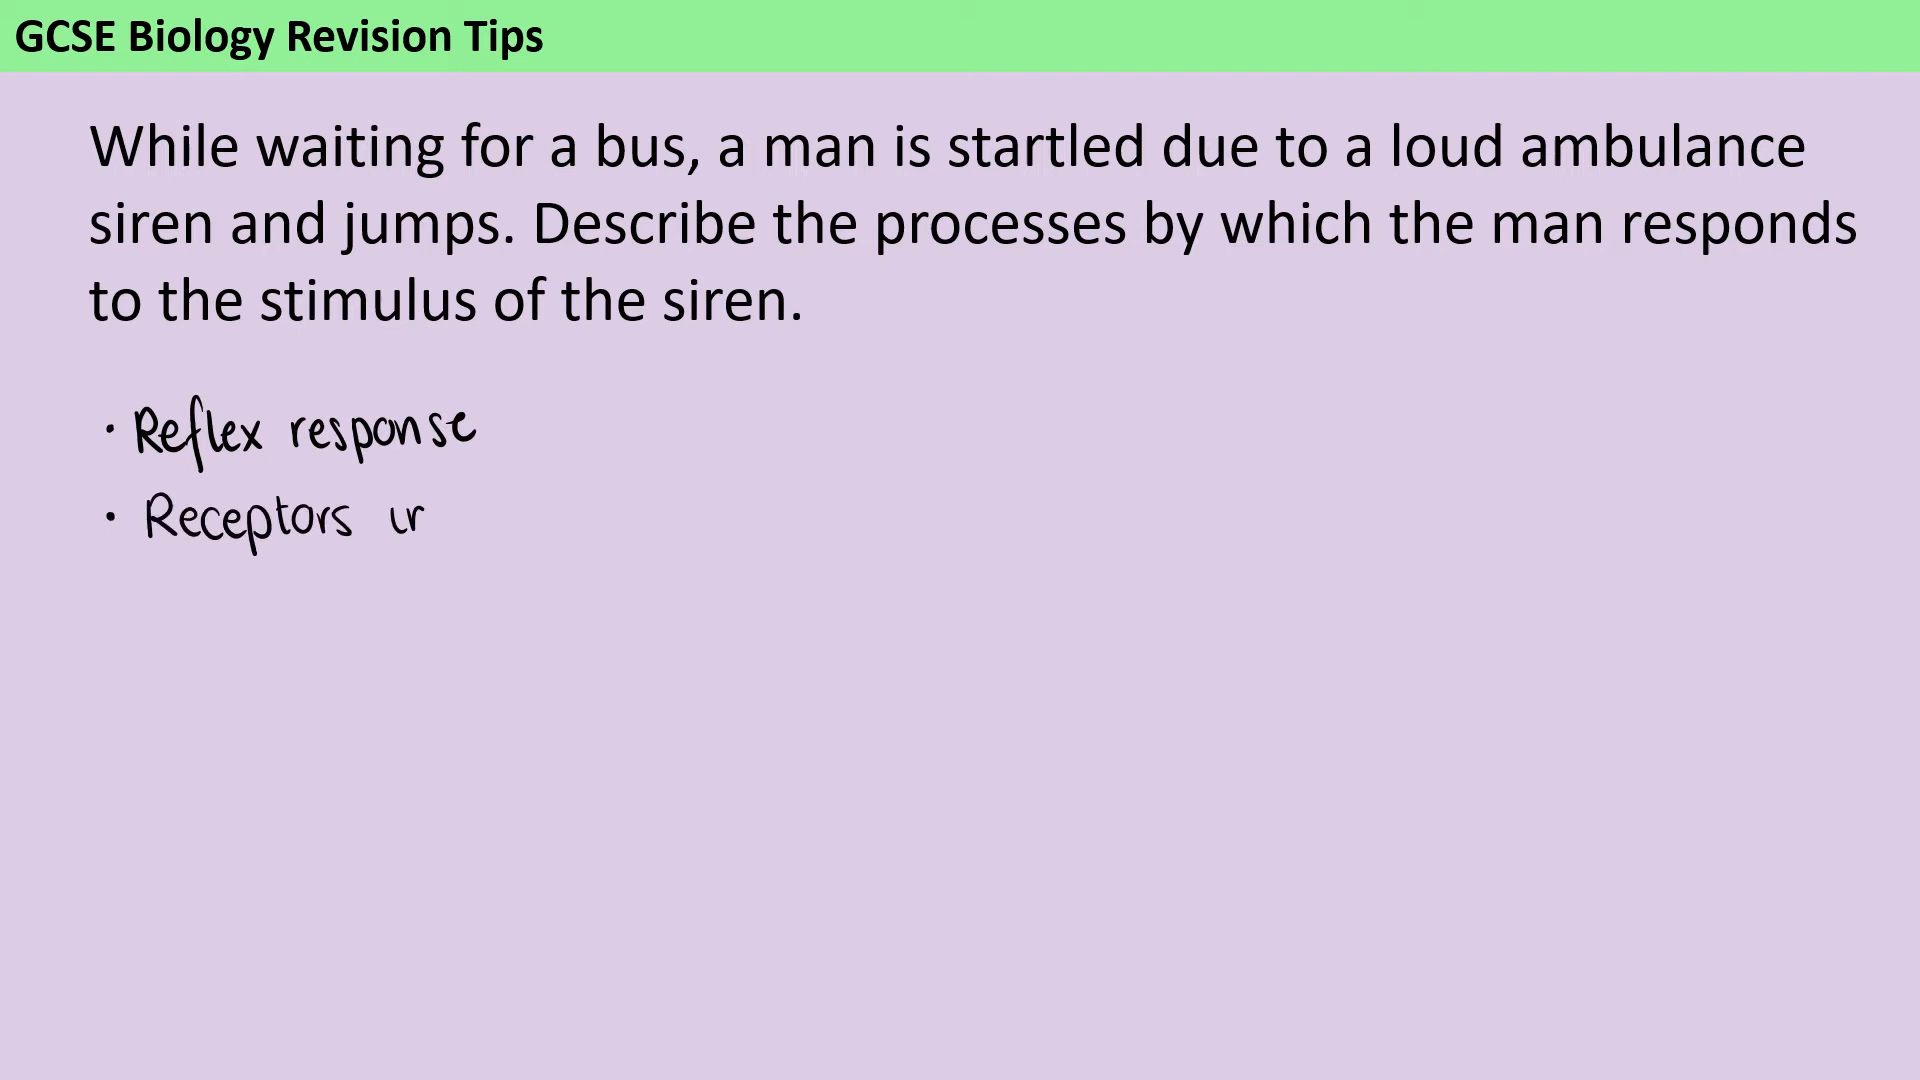 GCSE Biology Revision Tips
While waiting for a bus, a man is startled due to a loud ambulance
siren and jumps. Describe the processes by which the man responds
to the stimulus of the siren.
· Reflex response
· Receptors